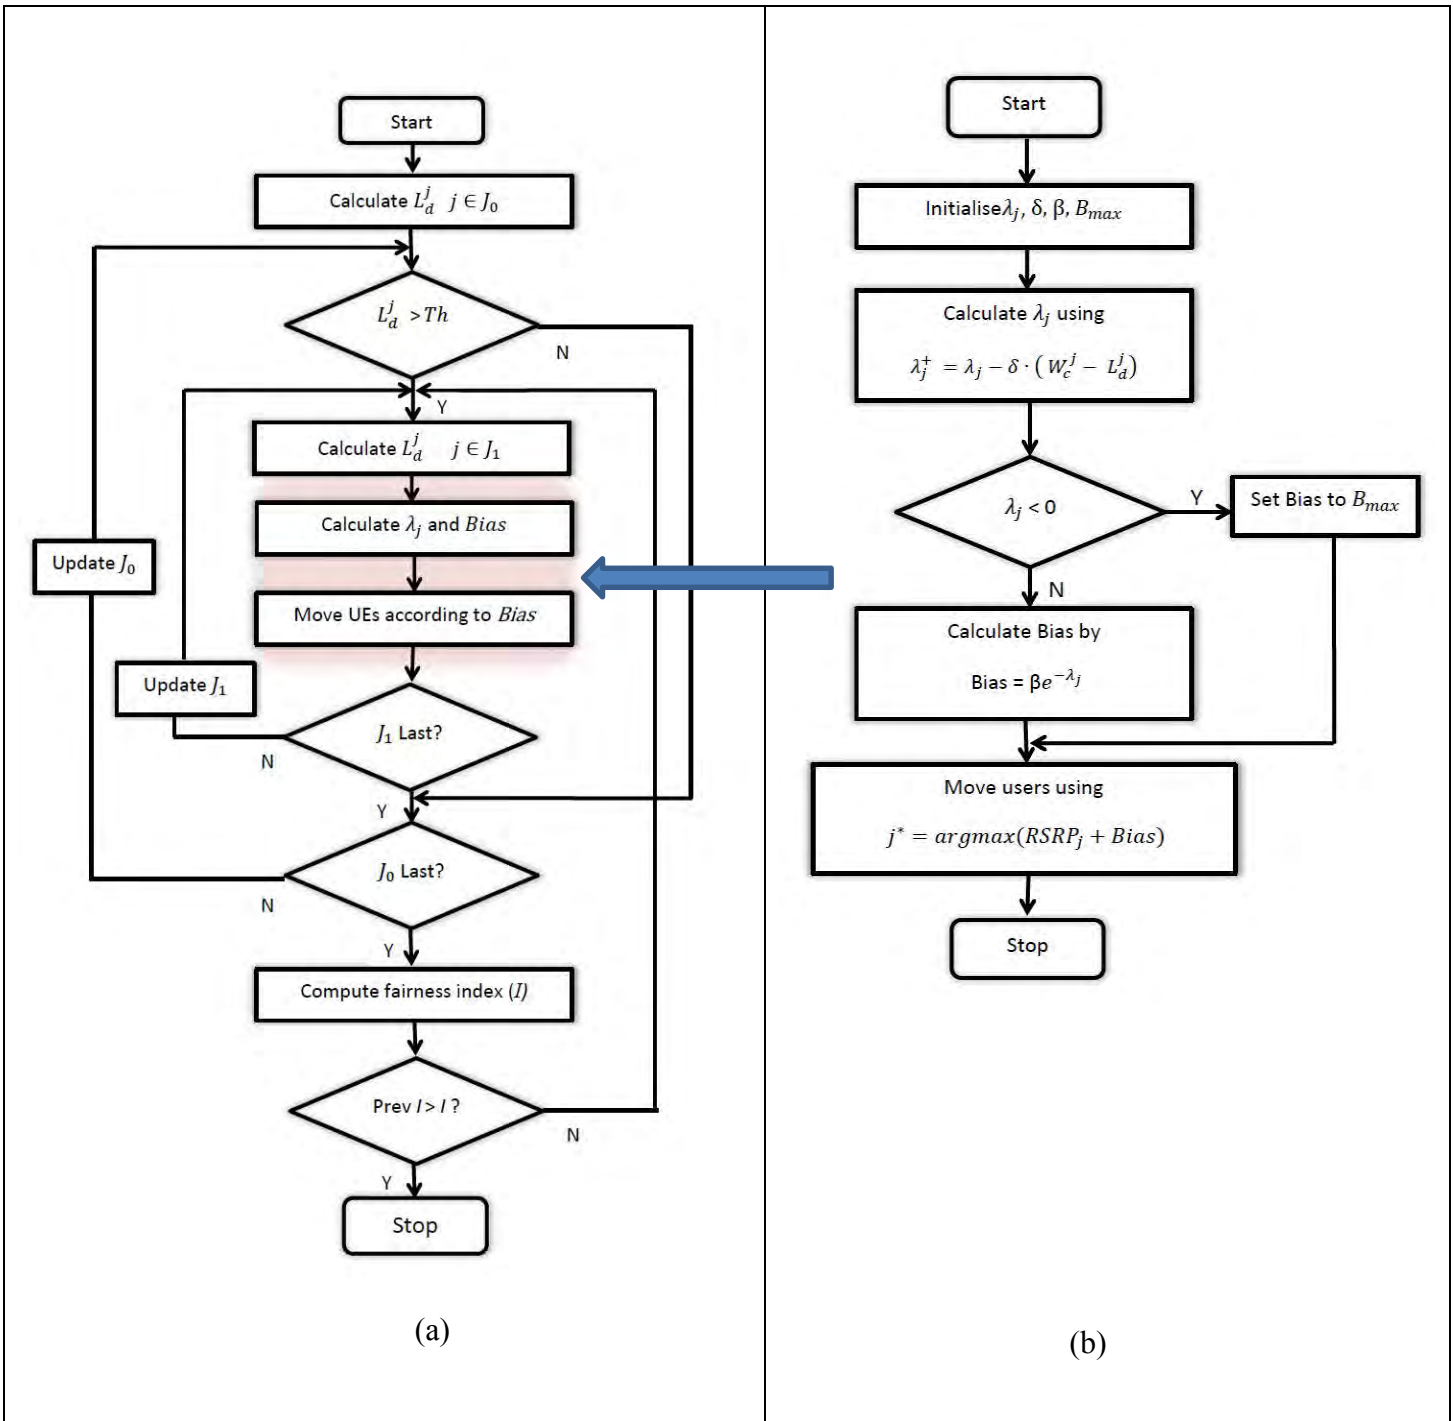 Start
Calculate $L_d^j$ $j \in J_0$
$L_d^j$ > Th
N
Y
Calculate $L_d^j$ $j \in J_1$
Calculate $\lambda_j$ and Bias
Update $J_0$
Move UEs according to Bias
Update $J_1$
$J_1$ Last?
N
Y
$J_0$ Last?
N
Y
Compute fairness index (I)
Prev I > I ?
N
Y
Stop
(a)
Start
Initialise$\lambda_j$, δ, β, $B_{max}$
Calculate $\lambda_j$ using
$\lambda_j^+ = \lambda_j - \delta \cdot (W_c^j - L_d^j)$
$\lambda_j$ < 0
Y
Set Bias to $B_{max}$
N
Calculate Bias by
Bias = β$e^{-\lambda_j}$
Move users using
$j^* = argmax(RSRP_j + Bias)$
Stop
(b)